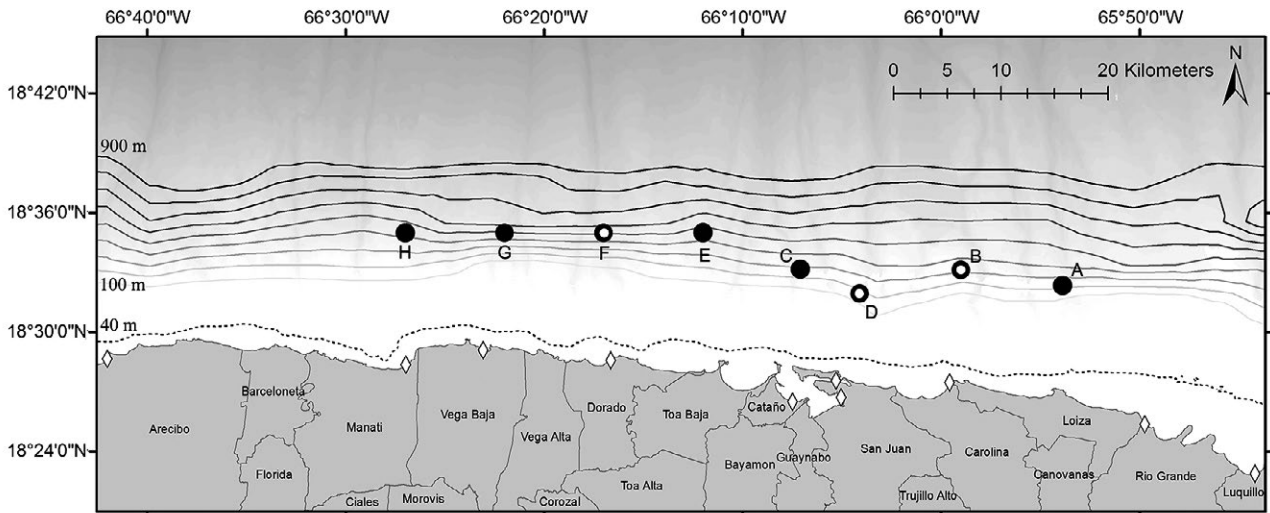 66°40'0"W 66°30'0"W 66°20'0"W 66°10'0"W 66°00'0"W 65°50'0"W
0 5 10 20 Kilometers
N
18°42'0"N
900 m
18°36'0"N
H G F E C B A
D
100 m
18°30'0"N
40 m
Barceloneta
Arecibo Manati Vega Baja Dorado Toa Baja Cataño Loiza
Vega Alta San Juan Carolina
Florida Bayamon Guaynabo Canovanas Rio Grande
Toa Alta
Ciales Morovis Corozal Trujillo Alto Luquillo
18°24'0"N